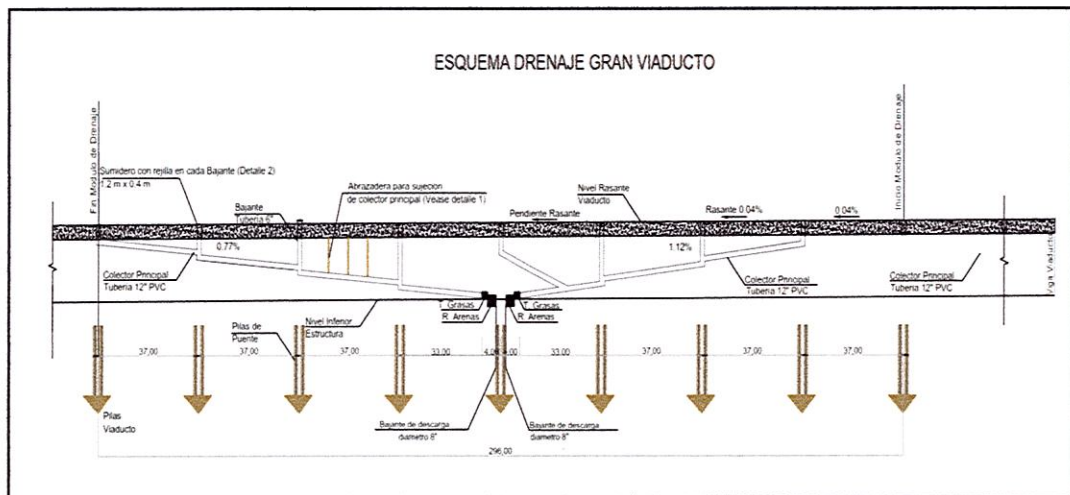 ESQUEMA DRENAJE GRAN VIADUCTO
Fin Modulo de Drenaje
Inicio Modulo de Drenaje
Sumidero con rejilla en cada Bajante (Detalle 2)
1.2 m x 0.4 m
Abrazadera para sujecion
de colector principal (Vease detalle 1)
Bajante
Tuberia 6"
Nivel Rasante
Viaducto
Pendiente Rasante
Rasante 0.04%
0.04%
0.77%
1.12%
Colector Principal
Tuberia 12" PVC
Colector Principal
Tuberia 12" PVC
Colector Principal
Tuberia 12" PVC
Viga Viaducto
T. Grasas
R. Arenas
T. Grasas
R. Arenas
Nivel Inferior
Estructura
Pilas de
Puente
37,00
37,00
37,00
33,00
33,00
37,00
37,00
37,00
Pilas
Viaducto
Bajante de descarga
diametro 8"
Bajante de descarga
diametro 8"
296,00